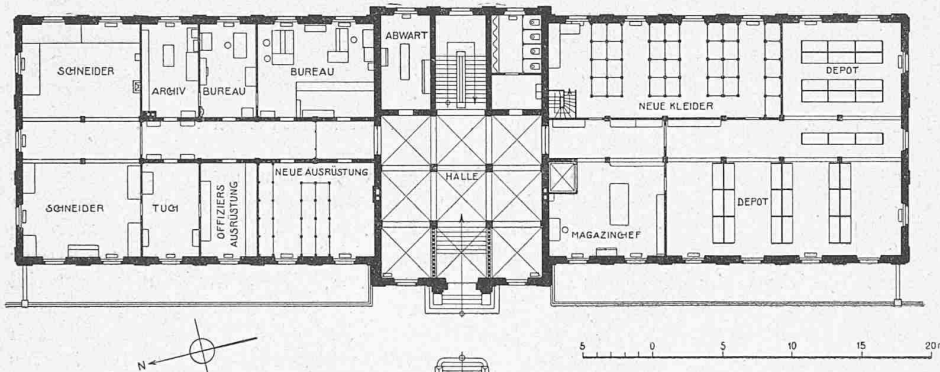 ABWART
SCHNEIDER
ARCHIV
BUREAU
BUREAU
DEPOT
NEUE KLEIDER
HALLE
SCHNEIDER
TUCH
OFFIZIERS
AUSRÜSTUNG
NEUE AUSRÜSTUNG
MAGAZINCHEF
DEPOT
N
5 0 5 10 15 20